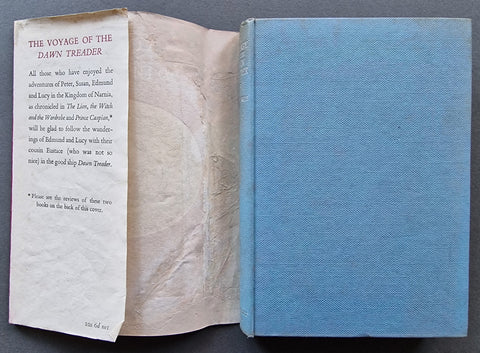 THE VOYAGE OF THE
DAWN TREADER
All those who have enjoyed the
adventures of Peter, Susan, Edmund
and Lucy in the Kingdom of Narnia,
as chronicled in The Lion, the Witch
and the Wardrobe and Prince Caspian,*
will be glad to follow the wander-
ings of Edmund and Lucy with their
cousin Eustace (who was not so
nice) in the good ship Dawn Treader.
*Please see the reviews of these two
books on the back of this cover.
10s 6d net